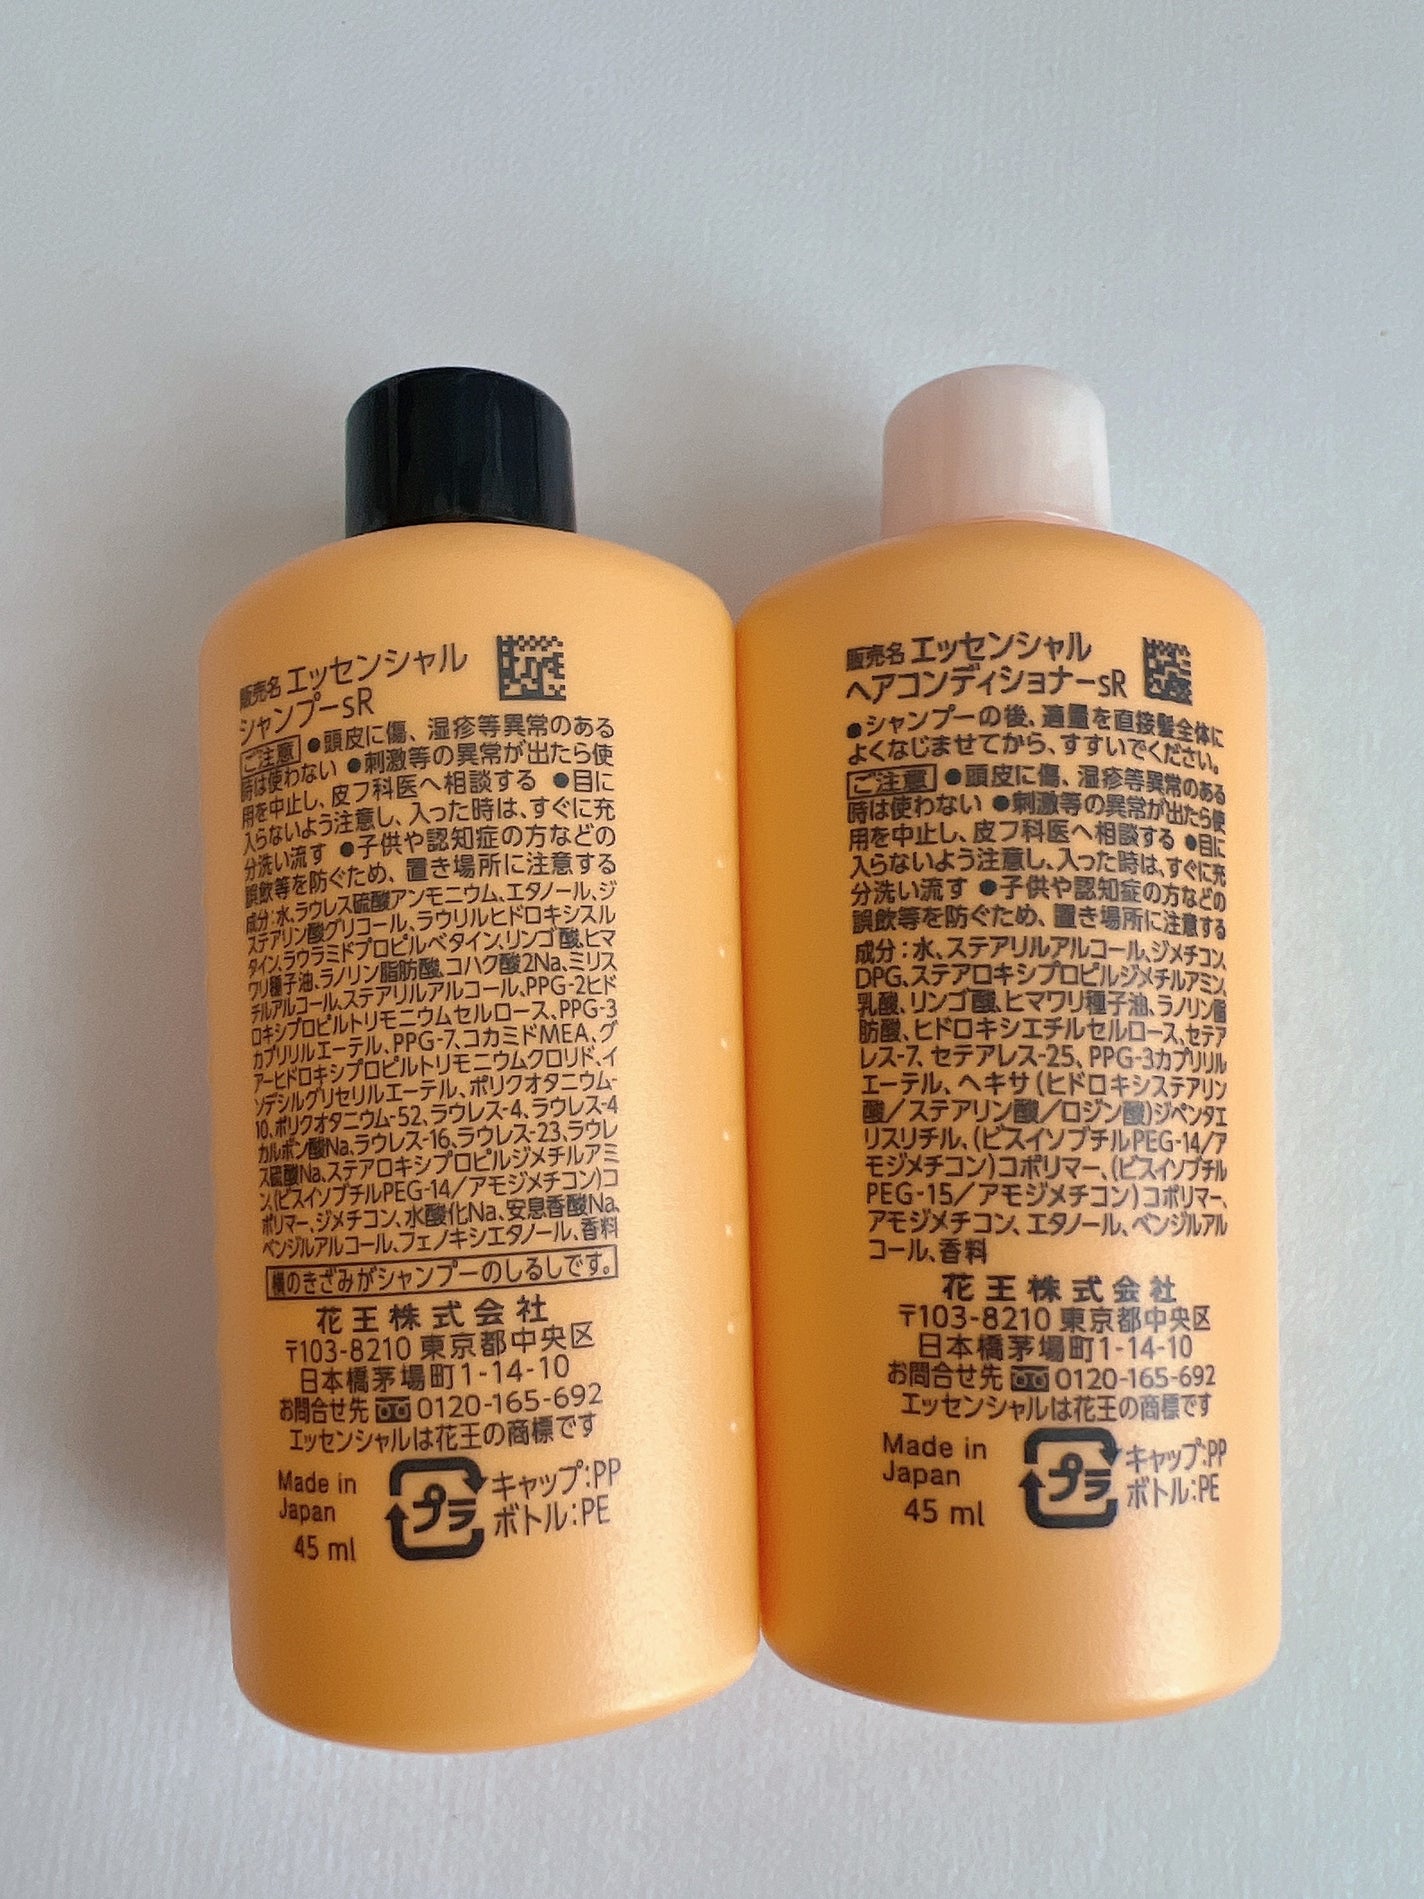 販売名 エッセンシャル
シャンプーsR
ご注意 ●頭皮に傷、湿疹等異常のある
時は使わない ●刺激等の異常が出たら使
用を中止し、皮フ科医へ相談する ●目に
入らないよう注意し、入った時は、すぐに充
分洗い流す ●子供や認知症の方などの
誤飲等を防ぐため、置き場所に注意する
成分：水、ラウレス硫酸アンモニウム、エタノール、ジ
ステアリン酸グリコール、ラウリルヒドロキシスル
タイン、ラウラミドプロピルベタイン、リンゴ酸、ヒマ
ワリ種子油、ラノリン脂肪酸、コハク酸2Na、ミリス
チルアルコール、ステアリルアルコール、PPG-2ヒド
ロキシプロピルトリモニウムセルロース、PPG-3
カプリリルエーテル、PPG-7、コカミドMEA、グ
アーヒドロキシプロピルトリモニウムクロリド、イ
ソデシルグリセリルエーテル、ポリクオタニウム-
10、ポリクオタニウム-52、ラウレス-4、ラウレス-4
カルボン酸Na、ラウレス-16、ラウレス-23、ラウレ
ス硫酸Na、ステアロキシプロピルジメチルアミ
ン、(ビスイソブチルPEG-14／アモジメチコン)コ
ポリマー、ジメチコン、水酸化Na、安息香酸Na、
ベンジルアルコール、フェノキシエタノール、香料
横のきざみがシャンプーのしるしです。
花王株式会社
〒103-8210 東京都中央区
日本橋茅場町1-14-10
お問合せ先 0120-165-692
エッセンシャルは花王の商標です
Made in
Japan
45 ml
プラ
キャップ：PP
ボトル：PE
販売名 エッセンシャル
ヘアコンディショナーsR
●シャンプーの後、適量を直接髪全体に
よくなじませてから、すすいでください。
ご注意 ●頭皮に傷、湿疹等異常のある
時は使わない ●刺激等の異常が出たら使
用を中止し、皮フ科医へ相談する ●目に
入らないよう注意し、入った時は、すぐに充
分洗い流す ●子供や認知症の方などの
誤飲等を防ぐため、置き場所に注意する
成分：水、ステアリルアルコール、ジメチコン、
DPG、ステアロキシプロピルジメチルアミン、
乳酸、リンゴ酸、ヒマワリ種子油、ラノリン脂
肪酸、ヒドロキシエチルセルロース、セテア
レス-7、セテアレス-25、PPG-3カプリリル
エーテル、ヘキサ(ヒドロキシステアリン
酸／ステアリン酸／ロジン酸)ジペンタエ
リスリチル、(ビスイソブチルPEG-14／ア
モジメチコン)コポリマー、(ビスイソブチル
PEG-15／アモジメチコン)コポリマー、
アモジメチコン、エタノール、ベンジルアル
コール、香料
花王株式会社
〒103-8210 東京都中央区
日本橋茅場町1-14-10
お問合せ先 0120-165-692
エッセンシャルは花王の商標です
Made in
Japan
45 ml
プラ
キャップ：PP
ボトル：PE